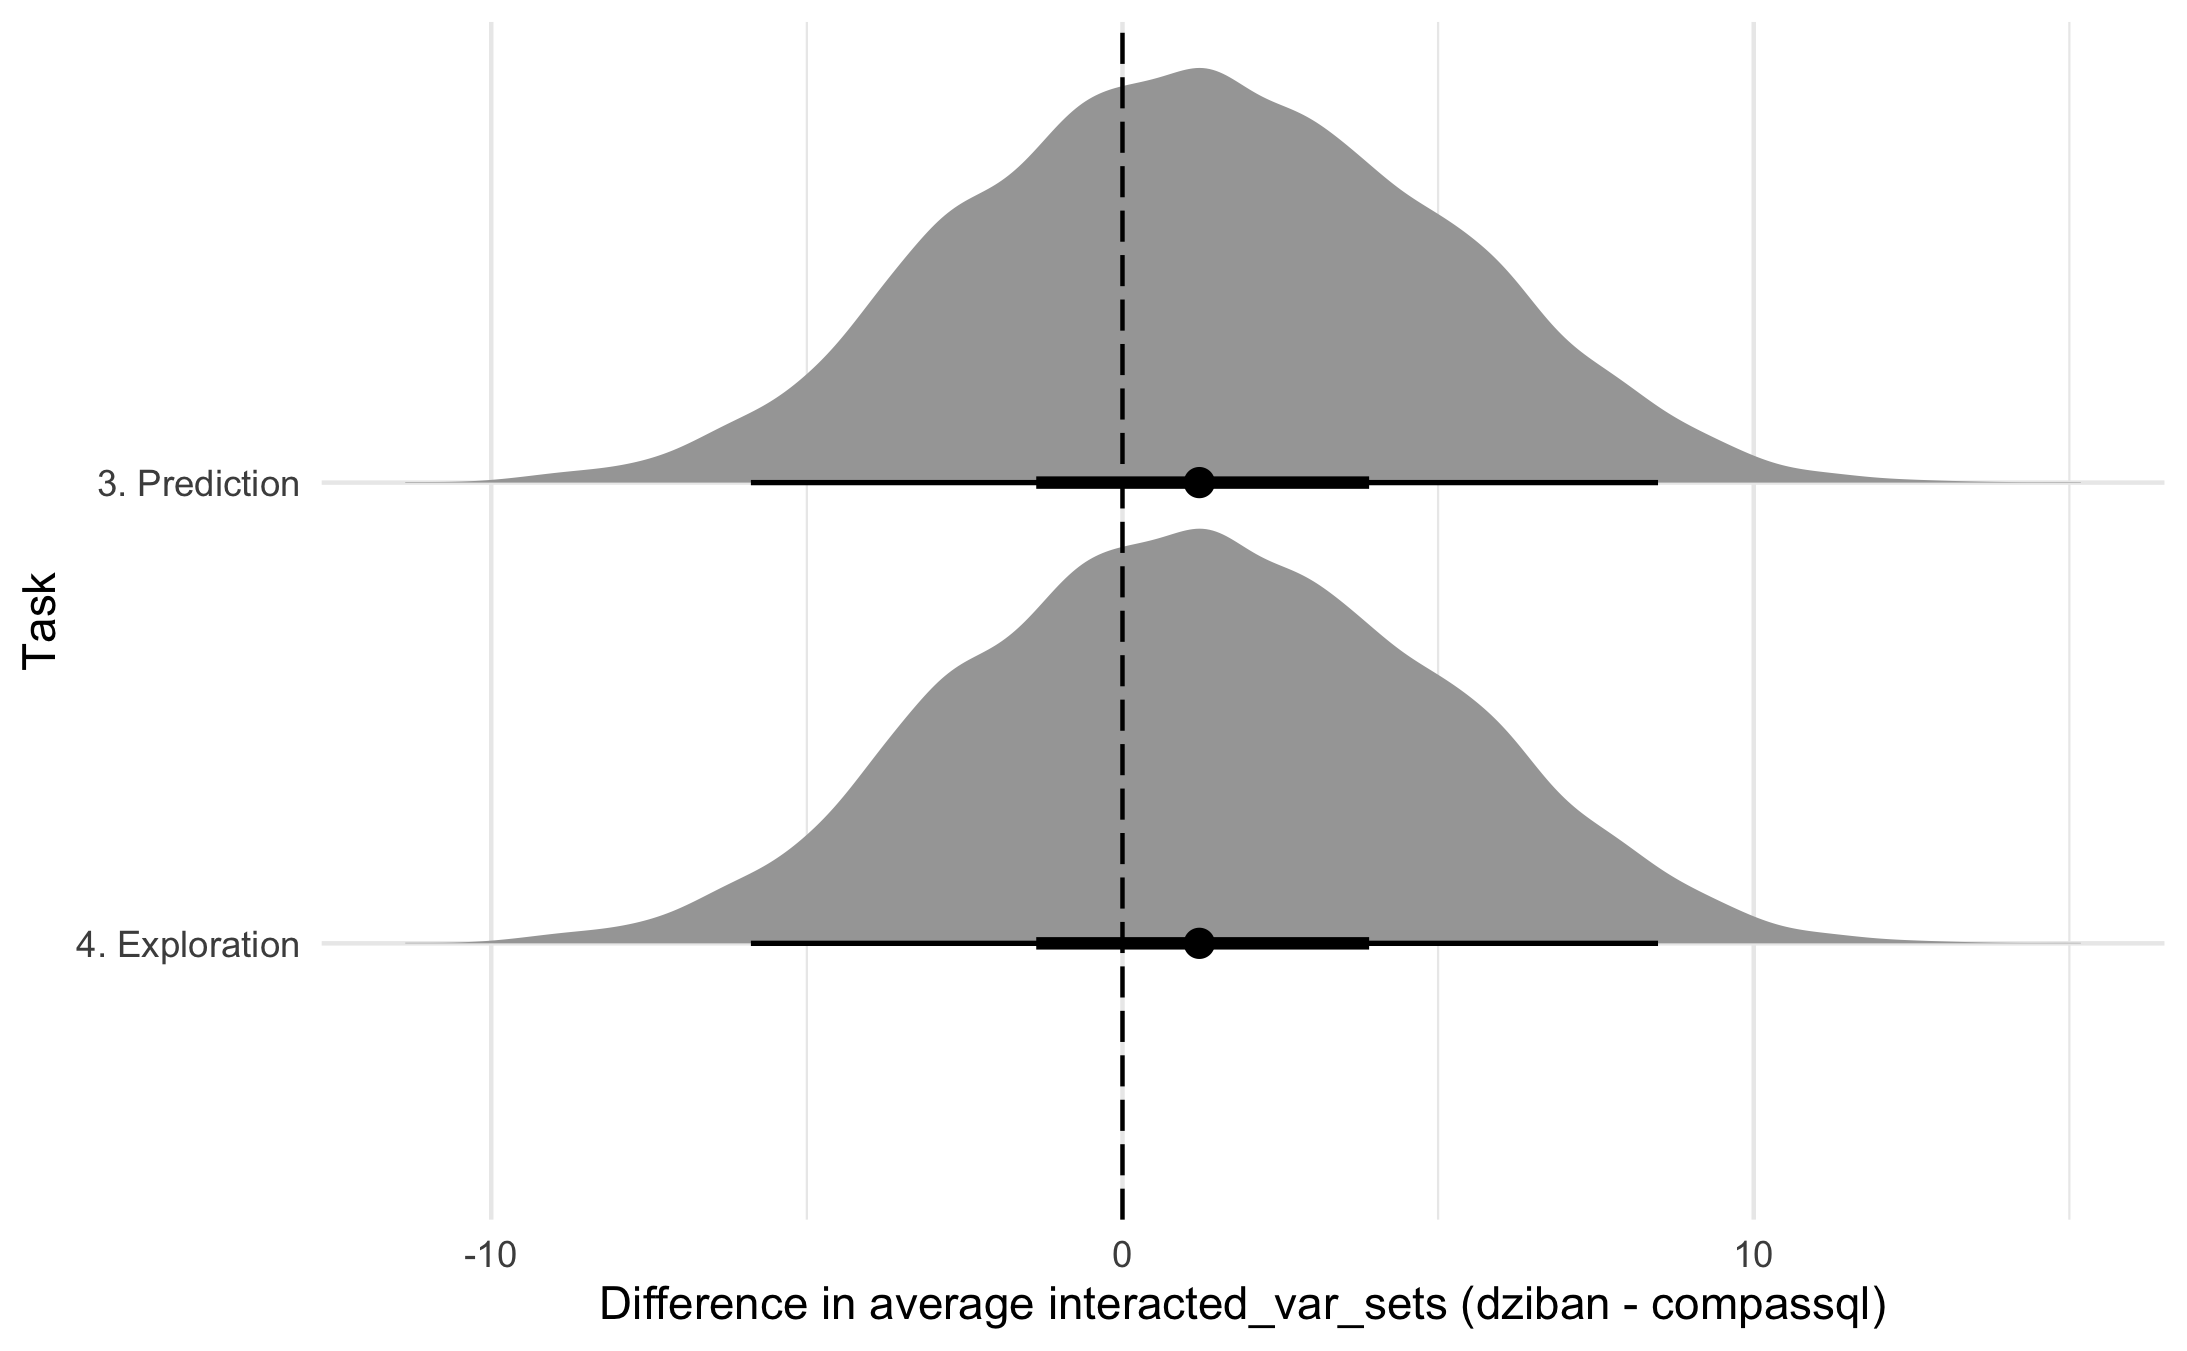 3. Prediction
Task
4. Exploration
-10 0 10
Difference in average interacted_var_sets (dziban - compassql)